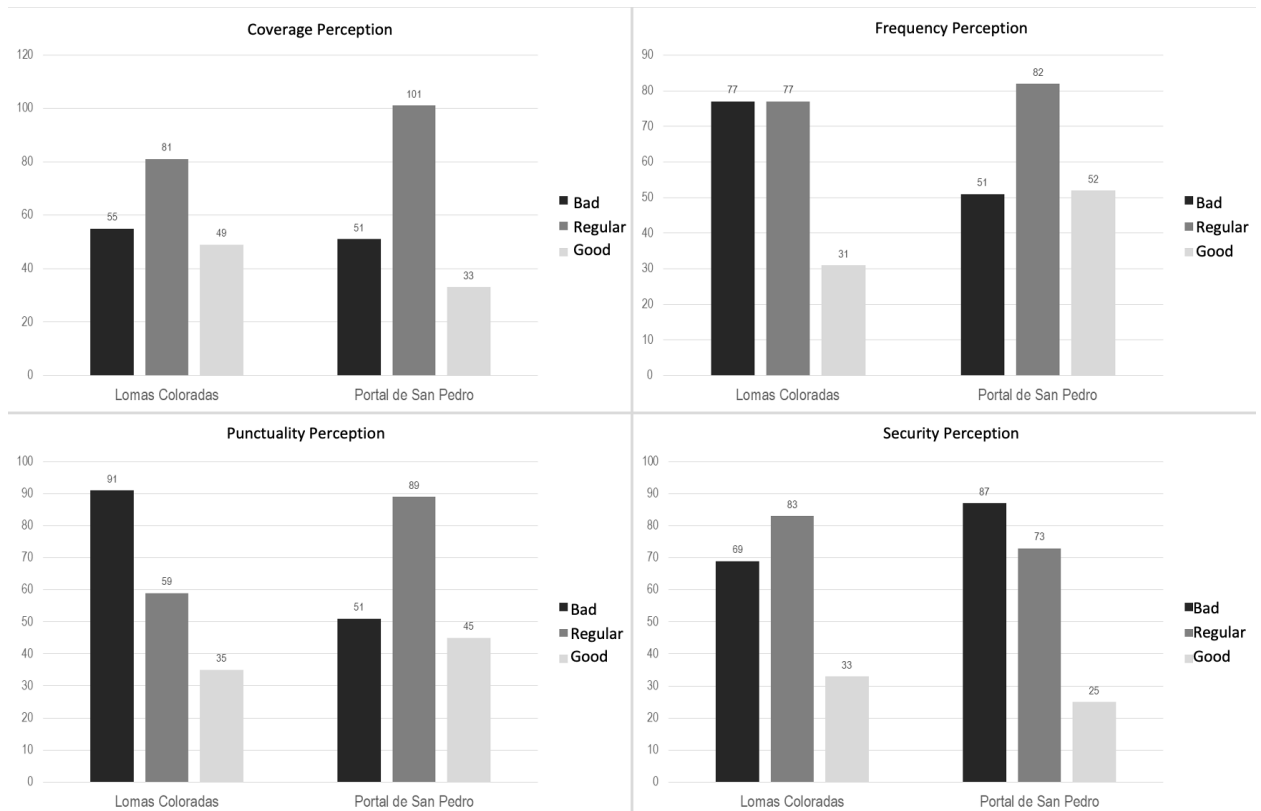 Coverage Perception
120
100
80
60
40
20
0
55
81
49
51
101
33
Lomas Coloradas
Portal de San Pedro
Bad
Regular
Good
Frequency Perception
90
80
70
60
50
40
30
20
10
0
77
77
31
51
82
52
Lomas Coloradas
Portal de San Pedro
Bad
Regular
Good
Punctuality Perception
100
90
80
70
60
50
40
30
20
10
0
91
59
35
51
89
45
Lomas Coloradas
Portal de San Pedro
Bad
Regular
Good
Security Perception
100
90
80
70
60
50
40
30
20
10
0
69
83
33
87
73
25
Lomas Coloradas
Portal de San Pedro
Bad
Regular
Good